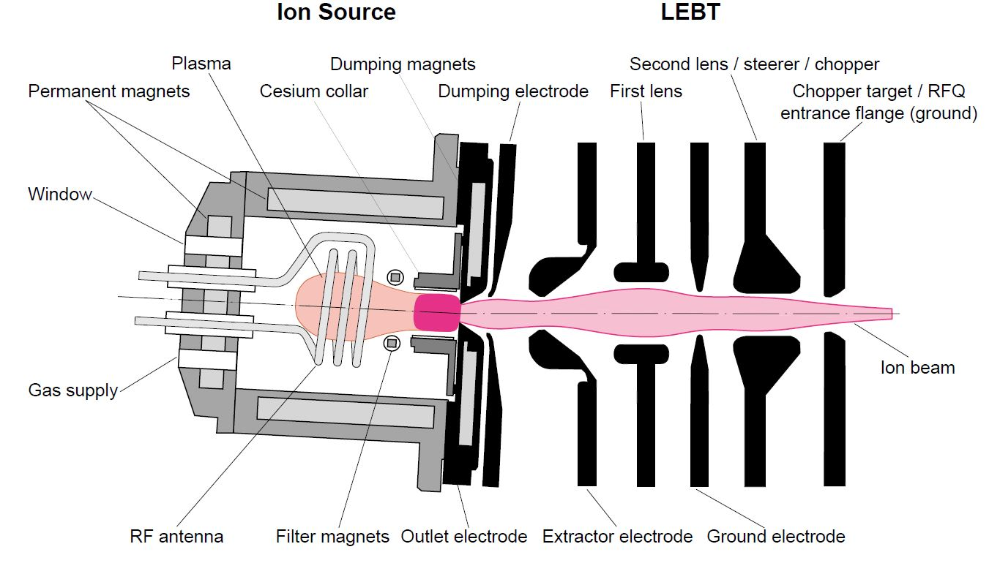 Ion Source
LEBT
Plasma
Dumping magnets
Second lens / steerer / chopper
Permanent magnets
Cesium collar
Dumping electrode
First lens
Chopper target / RFQ
entrance flange (ground)
Window
Ion beam
Gas supply
RF antenna
Filter magnets
Outlet electrode
Extractor electrode
Ground electrode